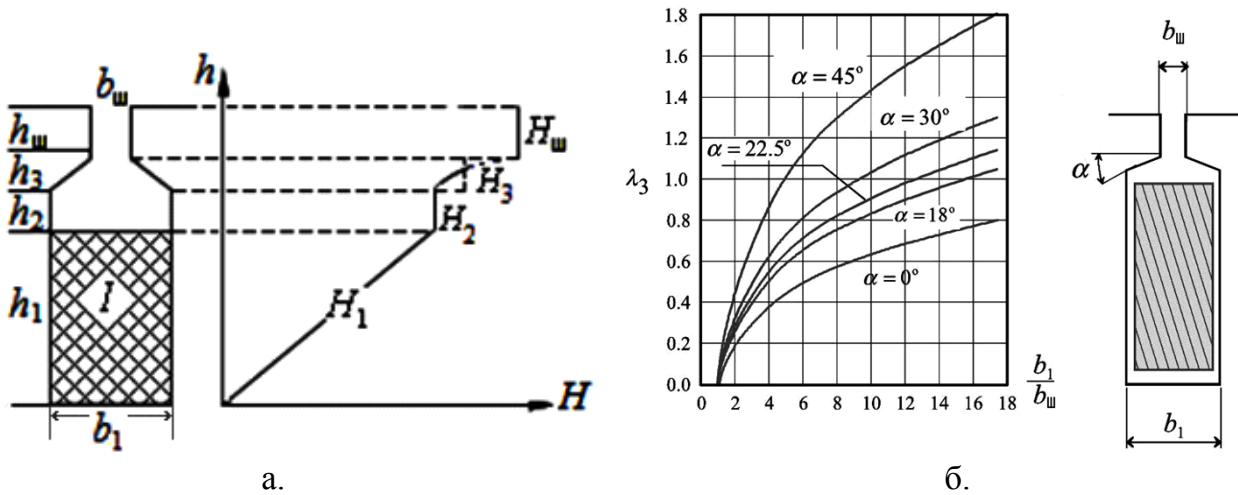 h
b_ш
h_ш
h_3
h_2
h_1
I
b_1
H_ш
H_3
H_2
H_1
H
а.
λ_3
1.8
1.6
1.4
1.2
1.0
0.8
0.6
0.4
0.2
0.0
0 2 4 6 8 10 12 14 16 18
b_1
b_ш
α = 45°
α = 30°
α = 22.5°
α = 18°
α = 0°
b_ш
α
b_1
б.